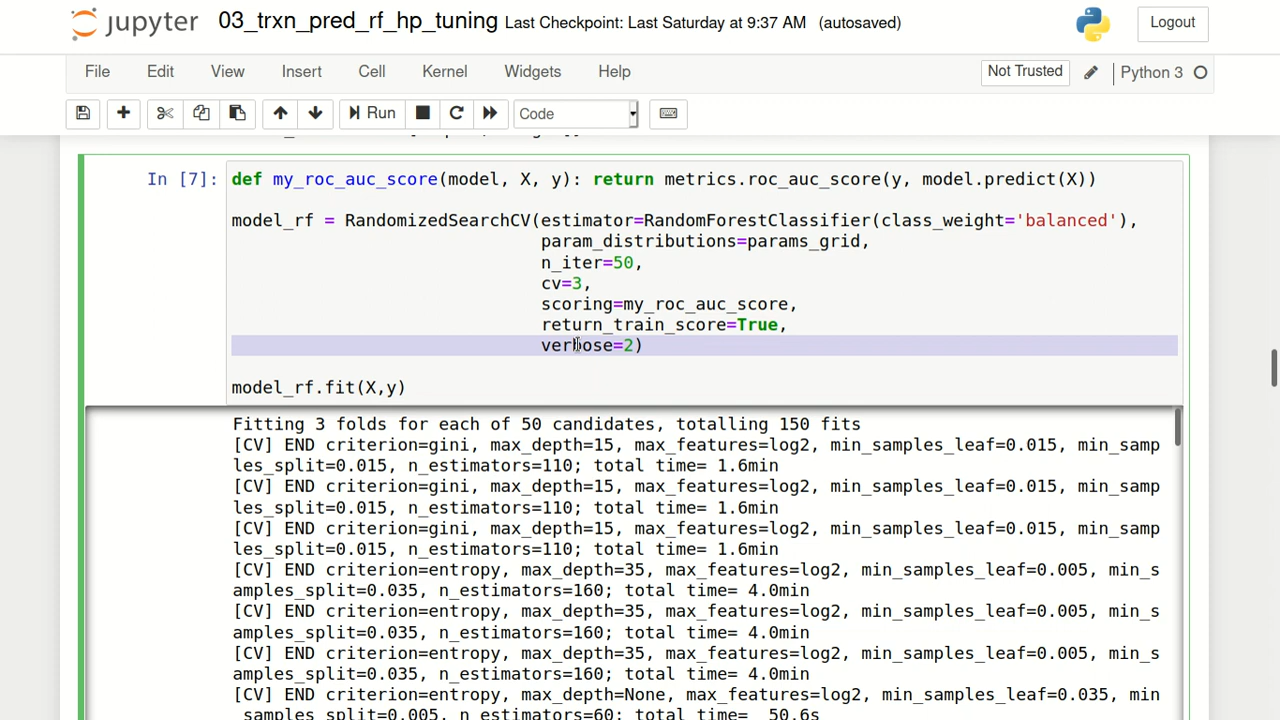 jupyter 03_trxn_pred_rf_hp_tuning Last Checkpoint: Last Saturday at 9:37 AM (autosaved) Logout
File Edit View Insert Cell Kernel Widgets Help Not Trusted Python 3
Run Code
In [7]: def my_roc_auc_score(model, X, y): return metrics.roc_auc_score(y, model.predict(X))
model_rf = RandomizedSearchCV(estimator=RandomForestClassifier(class_weight='balanced'),
param_distributions=params_grid,
n_iter=50,
cv=3,
scoring=my_roc_auc_score,
return_train_score=True,
verbose=2)
model_rf.fit(X,y)
Fitting 3 folds for each of 50 candidates, totalling 150 fits
[CV] END criterion=gini, max_depth=15, max_features=log2, min_samples_leaf=0.015, min_samp
les_split=0.015, n_estimators=110; total time= 1.6min
[CV] END criterion=gini, max_depth=15, max_features=log2, min_samples_leaf=0.015, min_samp
les_split=0.015, n_estimators=110; total time= 1.6min
[CV] END criterion=gini, max_depth=15, max_features=log2, min_samples_leaf=0.015, min_samp
les_split=0.015, n_estimators=110; total time= 1.6min
[CV] END criterion=entropy, max_depth=35, max_features=log2, min_samples_leaf=0.005, min_s
amples_split=0.035, n_estimators=160; total time= 4.0min
[CV] END criterion=entropy, max_depth=35, max_features=log2, min_samples_leaf=0.005, min_s
amples_split=0.035, n_estimators=160; total time= 4.0min
[CV] END criterion=entropy, max_depth=35, max_features=log2, min_samples_leaf=0.005, min_s
amples_split=0.035, n_estimators=160; total time= 4.0min
[CV] END criterion=entropy, max_depth=None, max_features=log2, min_samples_leaf=0.035, min
_samples_split=0.005, n_estimators=60; total time= 50.6s